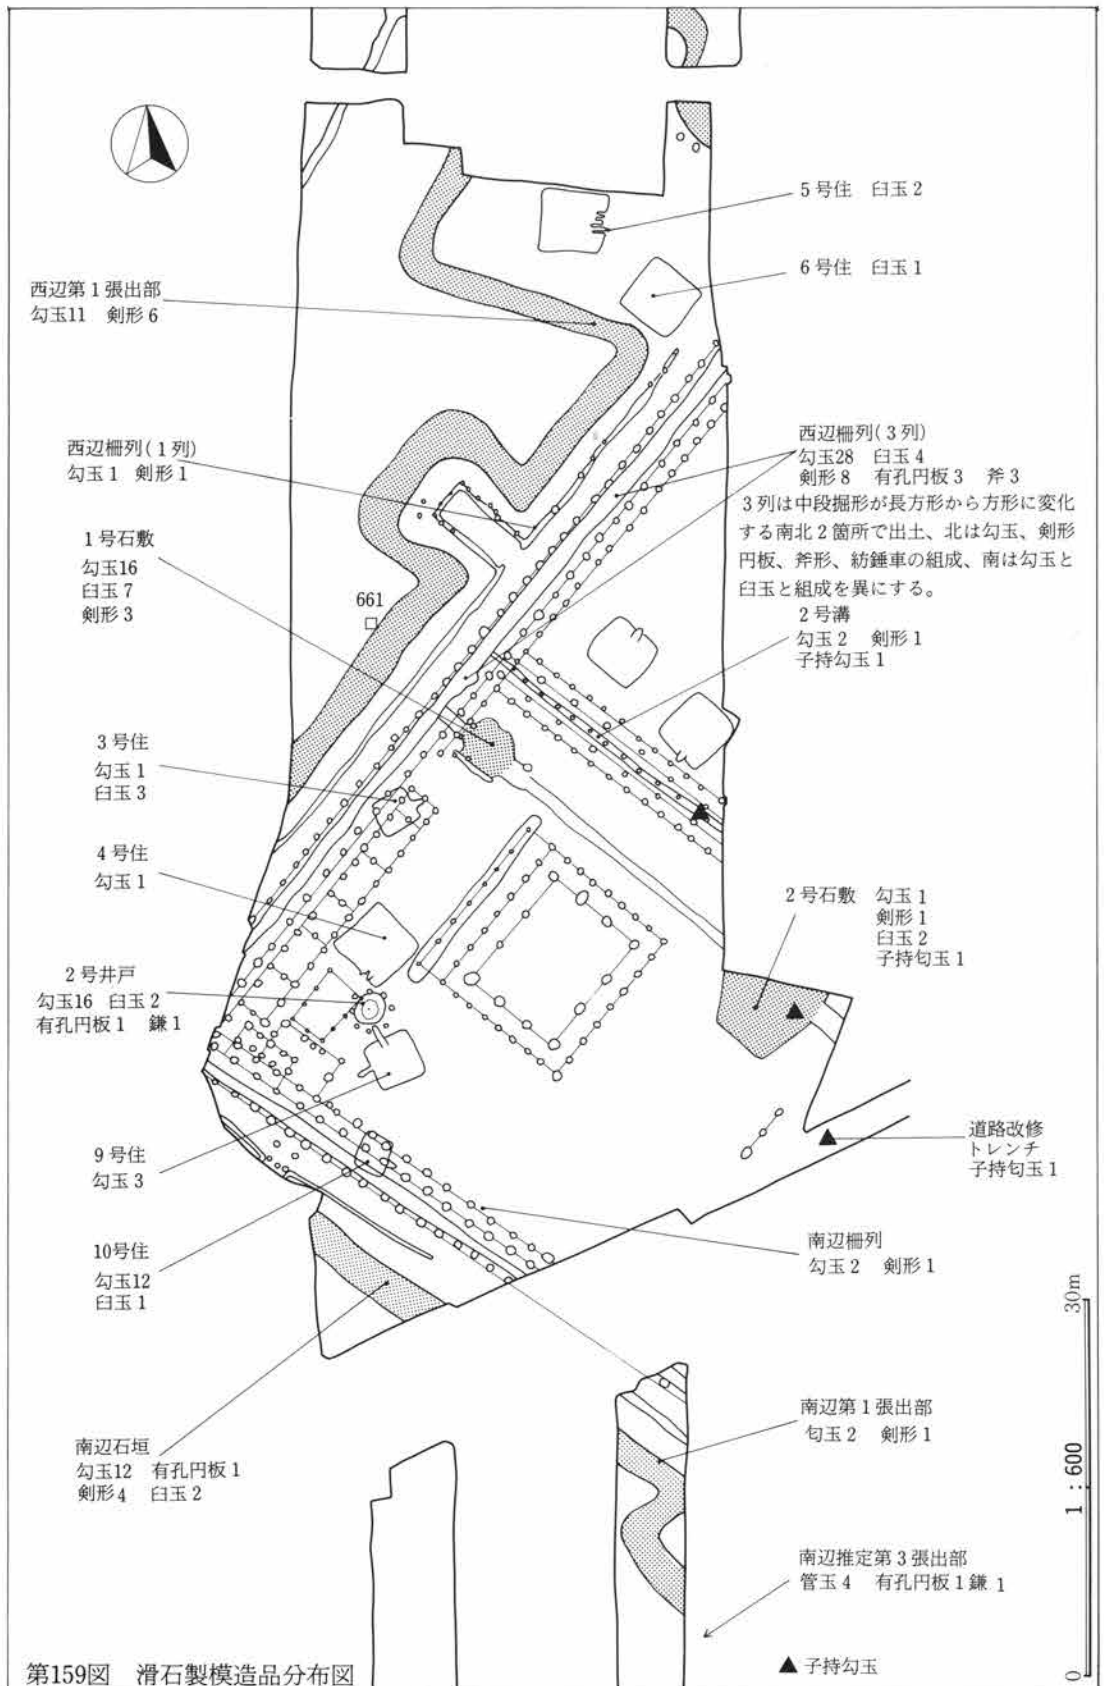 5号住 臼玉2
6号住 臼玉1
西辺第1張出部
勾玉11 剣形6
西辺柵列(1列)
勾玉1 剣形1
西辺柵列(3列)
勾玉28 臼玉4
剣形8 有孔円板3 斧3
3列は中段掘形が長方形から方形に変化
する南北2箇所で出土、北は勾玉、剣形
円板、斧形、紡錘車の組成、南は勾玉と
臼玉と組成を異にする。
1号石敷
勾玉16
臼玉7
剣形3
661
2号溝
勾玉2 剣形1
子持勾玉1
3号住
勾玉1
臼玉3
4号住
勾玉1
2号石敷 勾玉1
剣形1
臼玉2
子持匂玉1
2号井戸
勾玉16 臼玉2
有孔円板1 鎌1
9号住
勾玉3
道路改修
トレンチ
子持匂玉1
10号住
勾玉12
臼玉1
南辺柵列
勾玉2 剣形1
南辺石垣
勾玉12 有孔円板1
剣形4 臼玉2
南辺第1張出部
匂玉2 剣形1
南辺推定第3張出部
管玉4 有孔円板1鎌1
▲子持勾玉
30m
1:600
0
第159図 滑石製模造品分布図